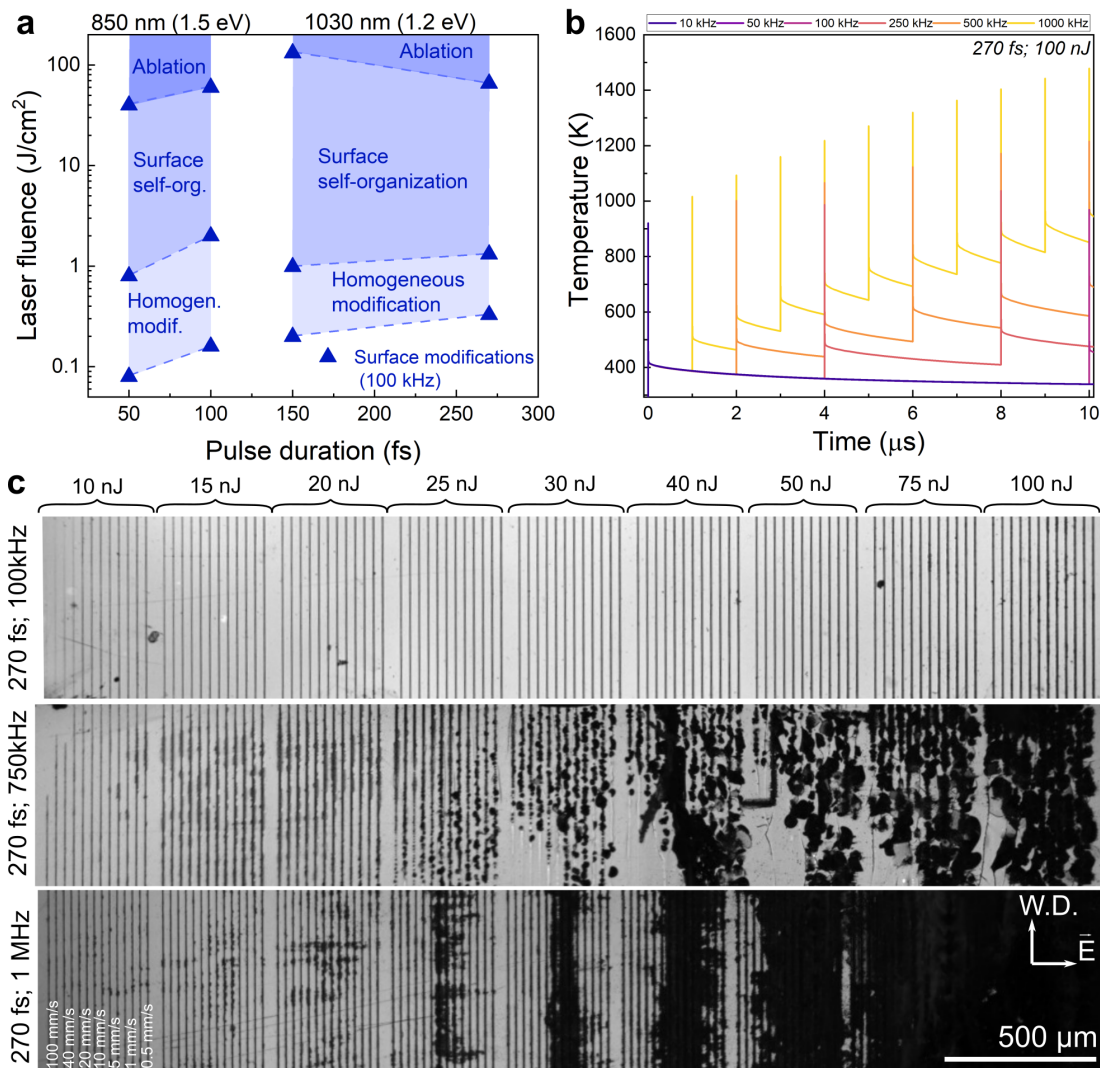 a
850 nm (1.5 eV)
1030 nm (1.2 eV)
Ablation
Ablation
Surface
self-org.
Surface
self-organization
Homogen.
modif.
Homogeneous
modification
Surface modifications
(100 kHz)
Laser fluence (J/cm²)
100
10
1
0.1
50
100
150
200
250
300
Pulse duration (fs)
b
10 kHz 50 kHz 100 kHz 250 kHz 500 kHz 1000 kHz
270 fs; 100 nJ
Temperature (K)
1600
1400
1200
1000
800
600
400
0
2
4
6
8
10
Time (μs)
c
10 nJ 15 nJ 20 nJ 25 nJ 30 nJ 40 nJ 50 nJ 75 nJ 100 nJ
270 fs; 100kHz
270 fs; 750kHz
270 fs; 1 MHz
100 mm/s
40 mm/s
20 mm/s
10 mm/s
5 mm/s
1 mm/s
0.5 mm/s
W.D.
E
500 μm